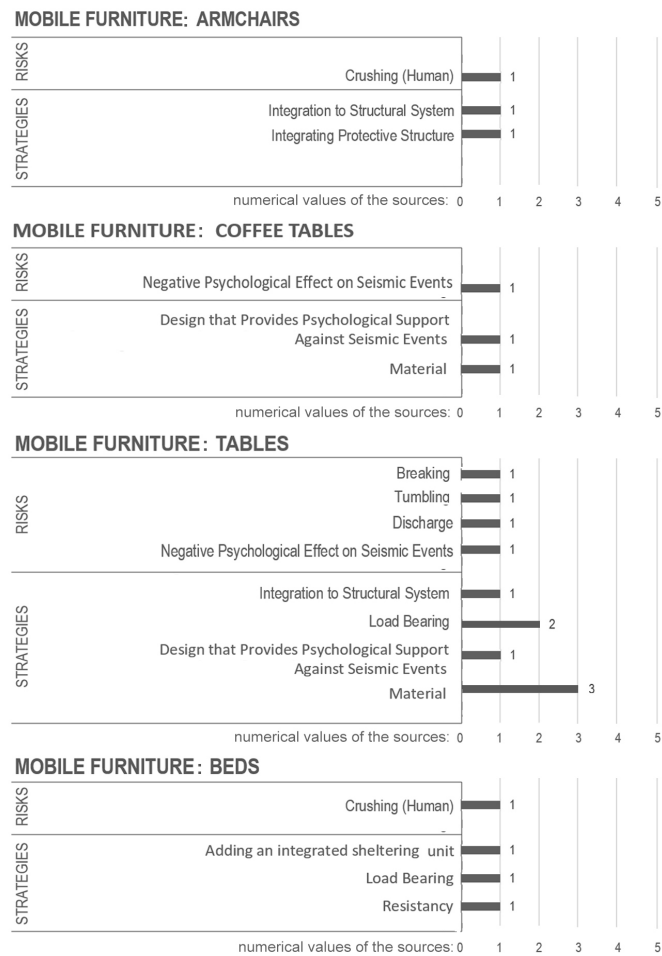 MOBILE FURNITURE: ARMCHAIRS
RISKS
Crushing (Human) 1
STRATEGIES
Integration to Structural System 1
Integrating Protective Structure 1
numerical values of the sources: 0 1 2 3 4 5
MOBILE FURNITURE: COFFEE TABLES
RISKS
Negative Psychological Effect on Seismic Events 1
STRATEGIES
Design that Provides Psychological Support
Against Seismic Events 1
Material 1
numerical values of the sources: 0 1 2 3 4 5
MOBILE FURNITURE: TABLES
RISKS
Breaking 1
Tumbling 1
Discharge 1
Negative Psychological Effect on Seismic Events 1
STRATEGIES
Integration to Structural System 1
Load Bearing 2
Design that Provides Psychological Support 1
Against Seismic Events
Material 3
numerical values of the sources: 0 1 2 3 4 5
MOBILE FURNITURE: BEDS
RISKS
Crushing (Human) 1
STRATEGIES
Adding an integrated sheltering unit 1
Load Bearing 1
Resistancy 1
numerical values of the sources: 0 1 2 3 4 5